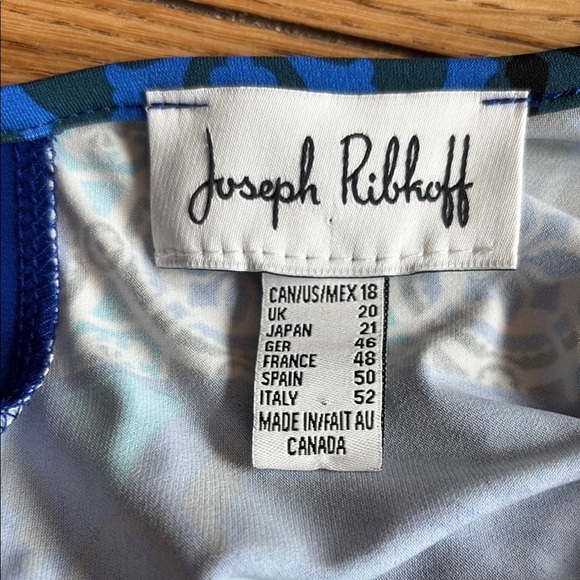 Joseph Ribkoff
CAN/US/MEX 18
UK 20
JAPAN 21
GER 46
FRANCE 48
SPAIN 50
ITALY 52
MADE IN/FAIT AU
CANADA